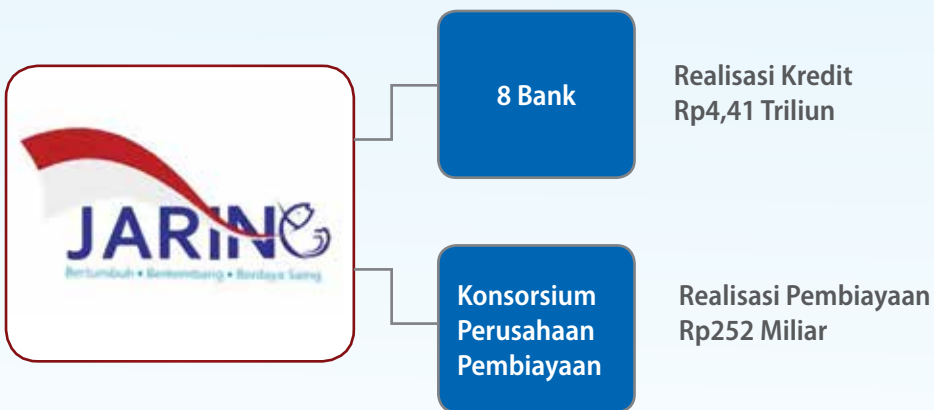 JARING
Bertumbuh • Berkembang • Berdaya Saing
8 Bank
Realisasi Kredit
Rp4,41 Triliun
Konsorsium
Perusahaan
Pembiayaan
Realisasi Pembiayaan
Rp252 Miliar